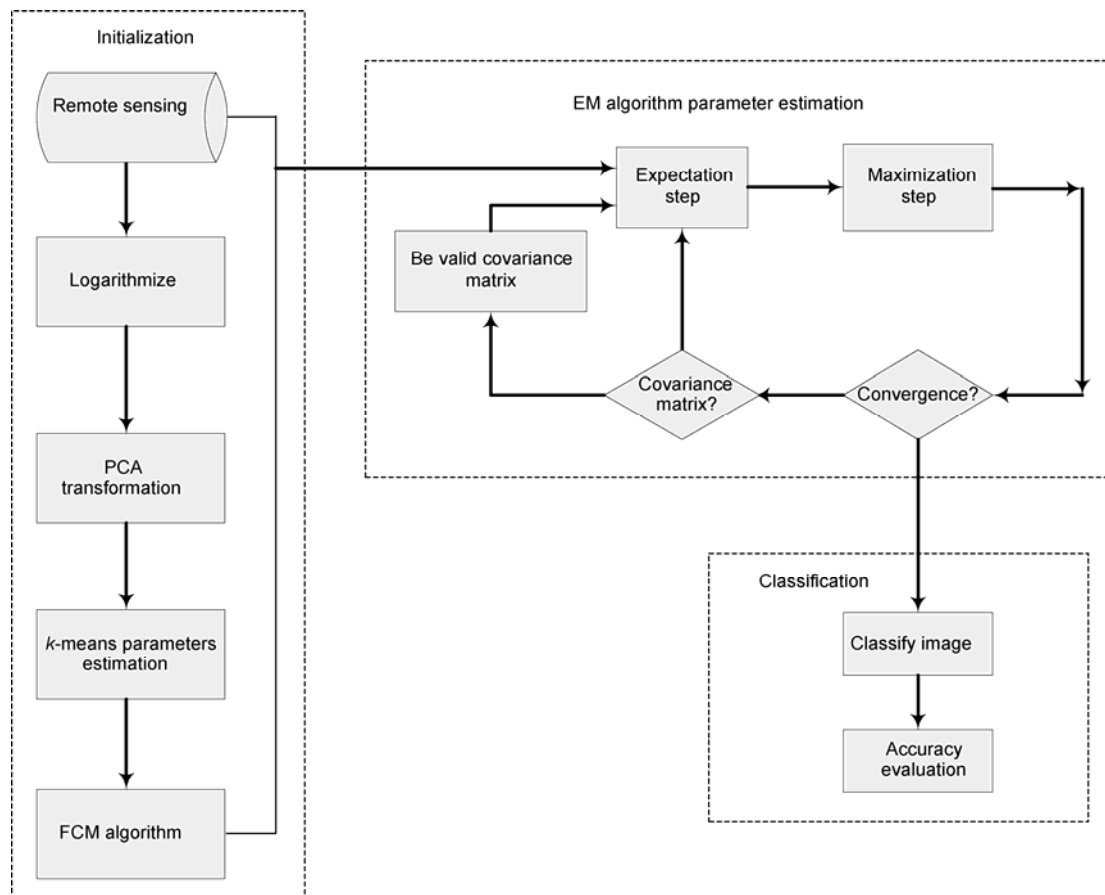 Initialization
Remote sensing
Logarithmize
PCA
transformation
k-means parameters
estimation
FCM algorithm
EM algorithm parameter estimation
Expectation
step
Maximization
step
Be valid covariance
matrix
Covariance
matrix?
Convergence?
Classification
Classify image
Accuracy
evaluation